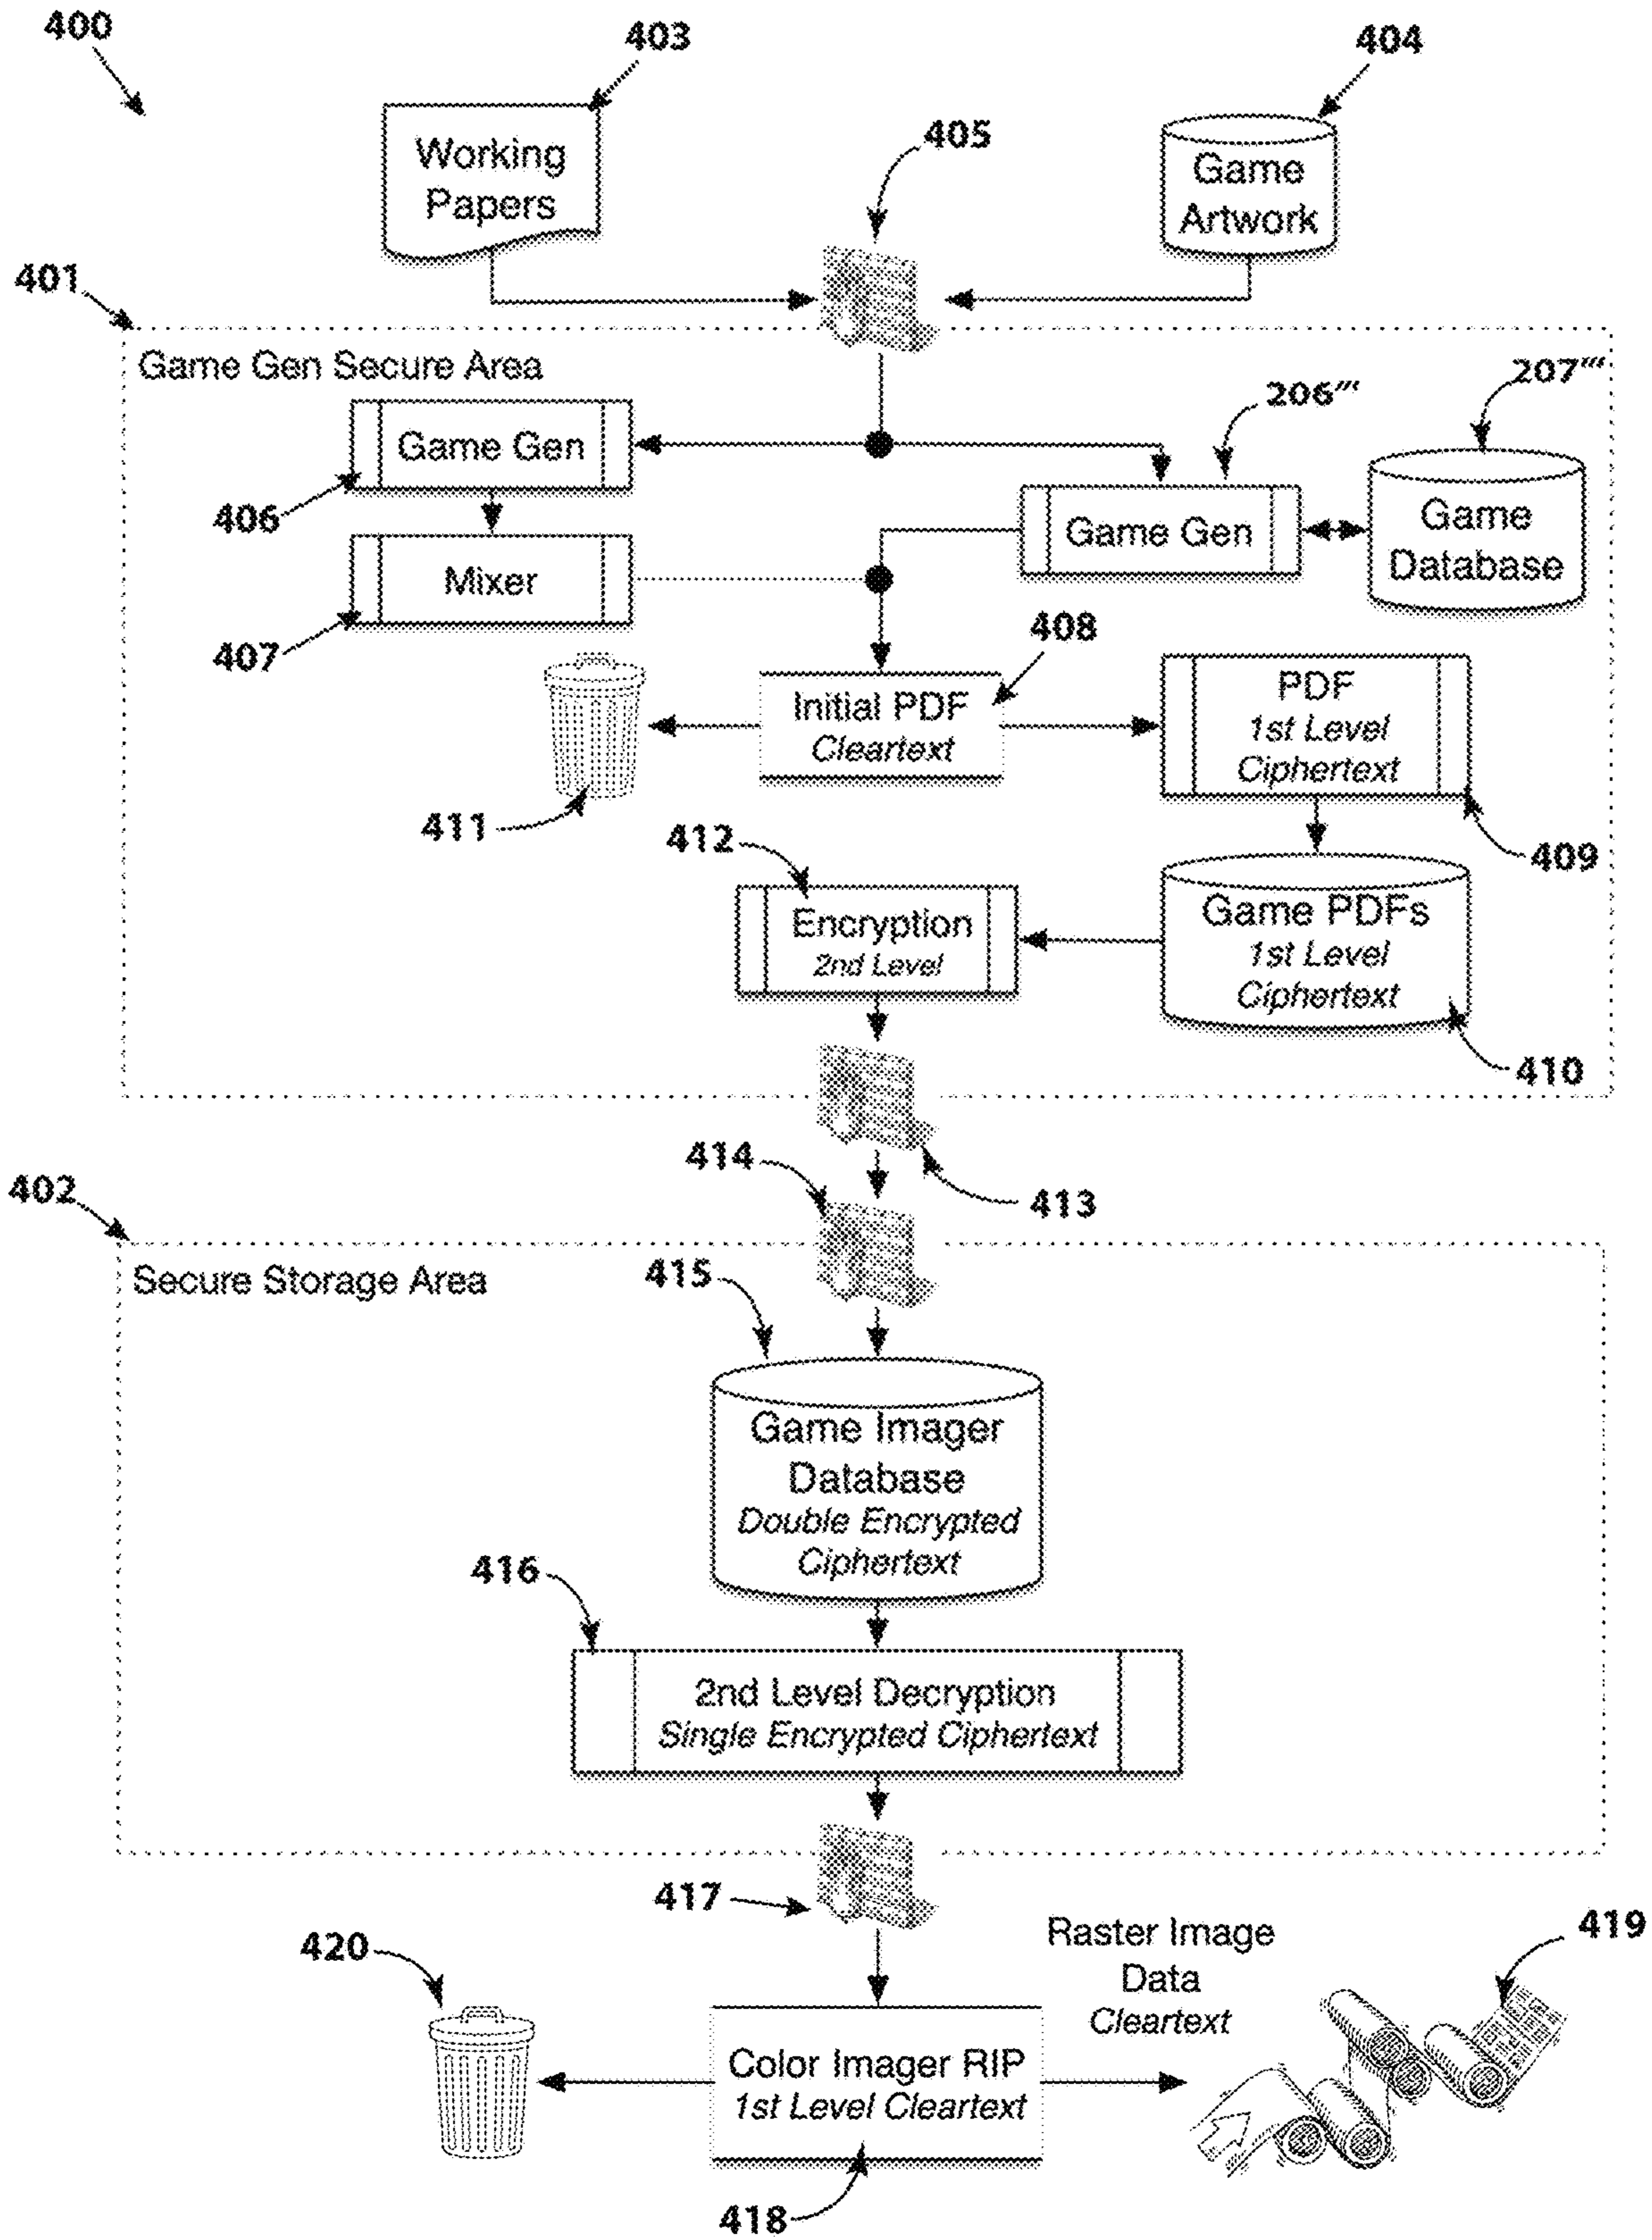 400
403
404
Working
Papers
405
Game
Artwork
401
Game Gen Secure Area
206‴
207‴
Game Gen
406
Game Gen
Game
Database
Mixer
407
408
Initial PDF
Cleartext
PDF
1st Level
Ciphertext
411
412
409
Encryption
2nd Level
Game PDFs
1st Level
Ciphertext
410
414
413
402
Secure Storage Area
415
Game Imager
Database
Double Encrypted
Ciphertext
416
2nd Level Decryption
Single Encrypted Ciphertext
417
420
Raster Image
Data
Cleartext
419
Color Imager RIP
1st Level Cleartext
418